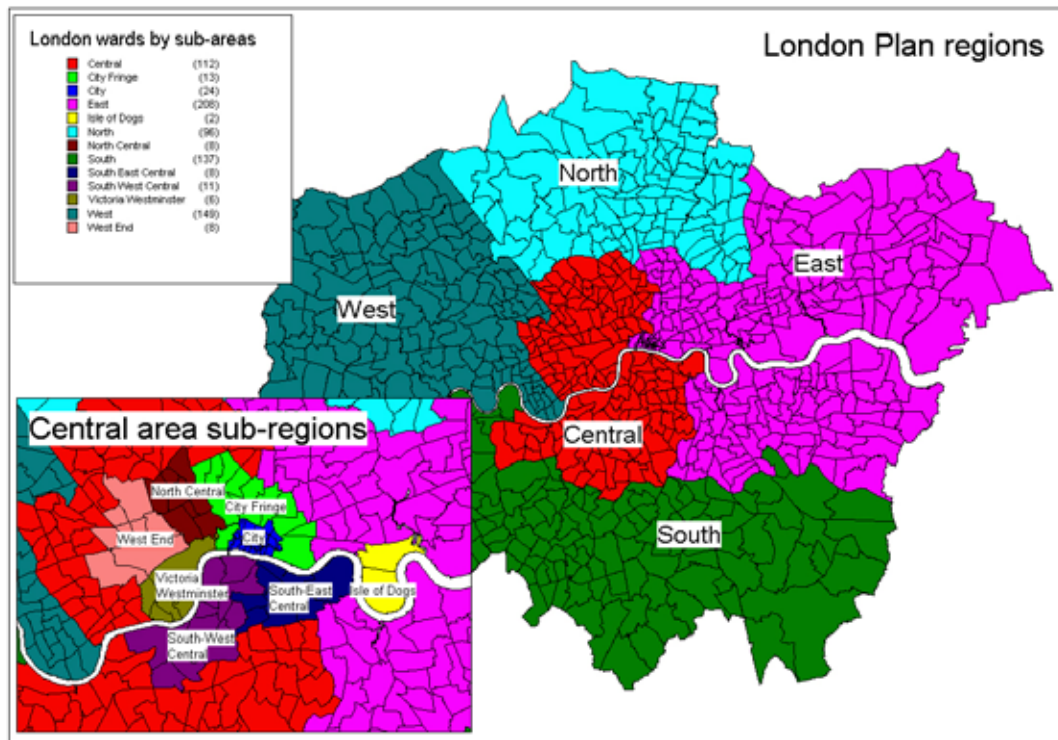 London wards by sub-areas
Central (112)
City Fringe (13)
City (24)
East (208)
Isle of Dogs (2)
North (96)
North Central (8)
South (137)
South East Central (8)
South West Central (11)
Victoria Westminster (6)
West (149)
West End (8)
London Plan regions
North
East
West
Central
South
Central area sub-regions
North Central
City Fringe
West End
City
Victoria
Westminster
South-East
Central
Isle of Dogs
South-West
Central